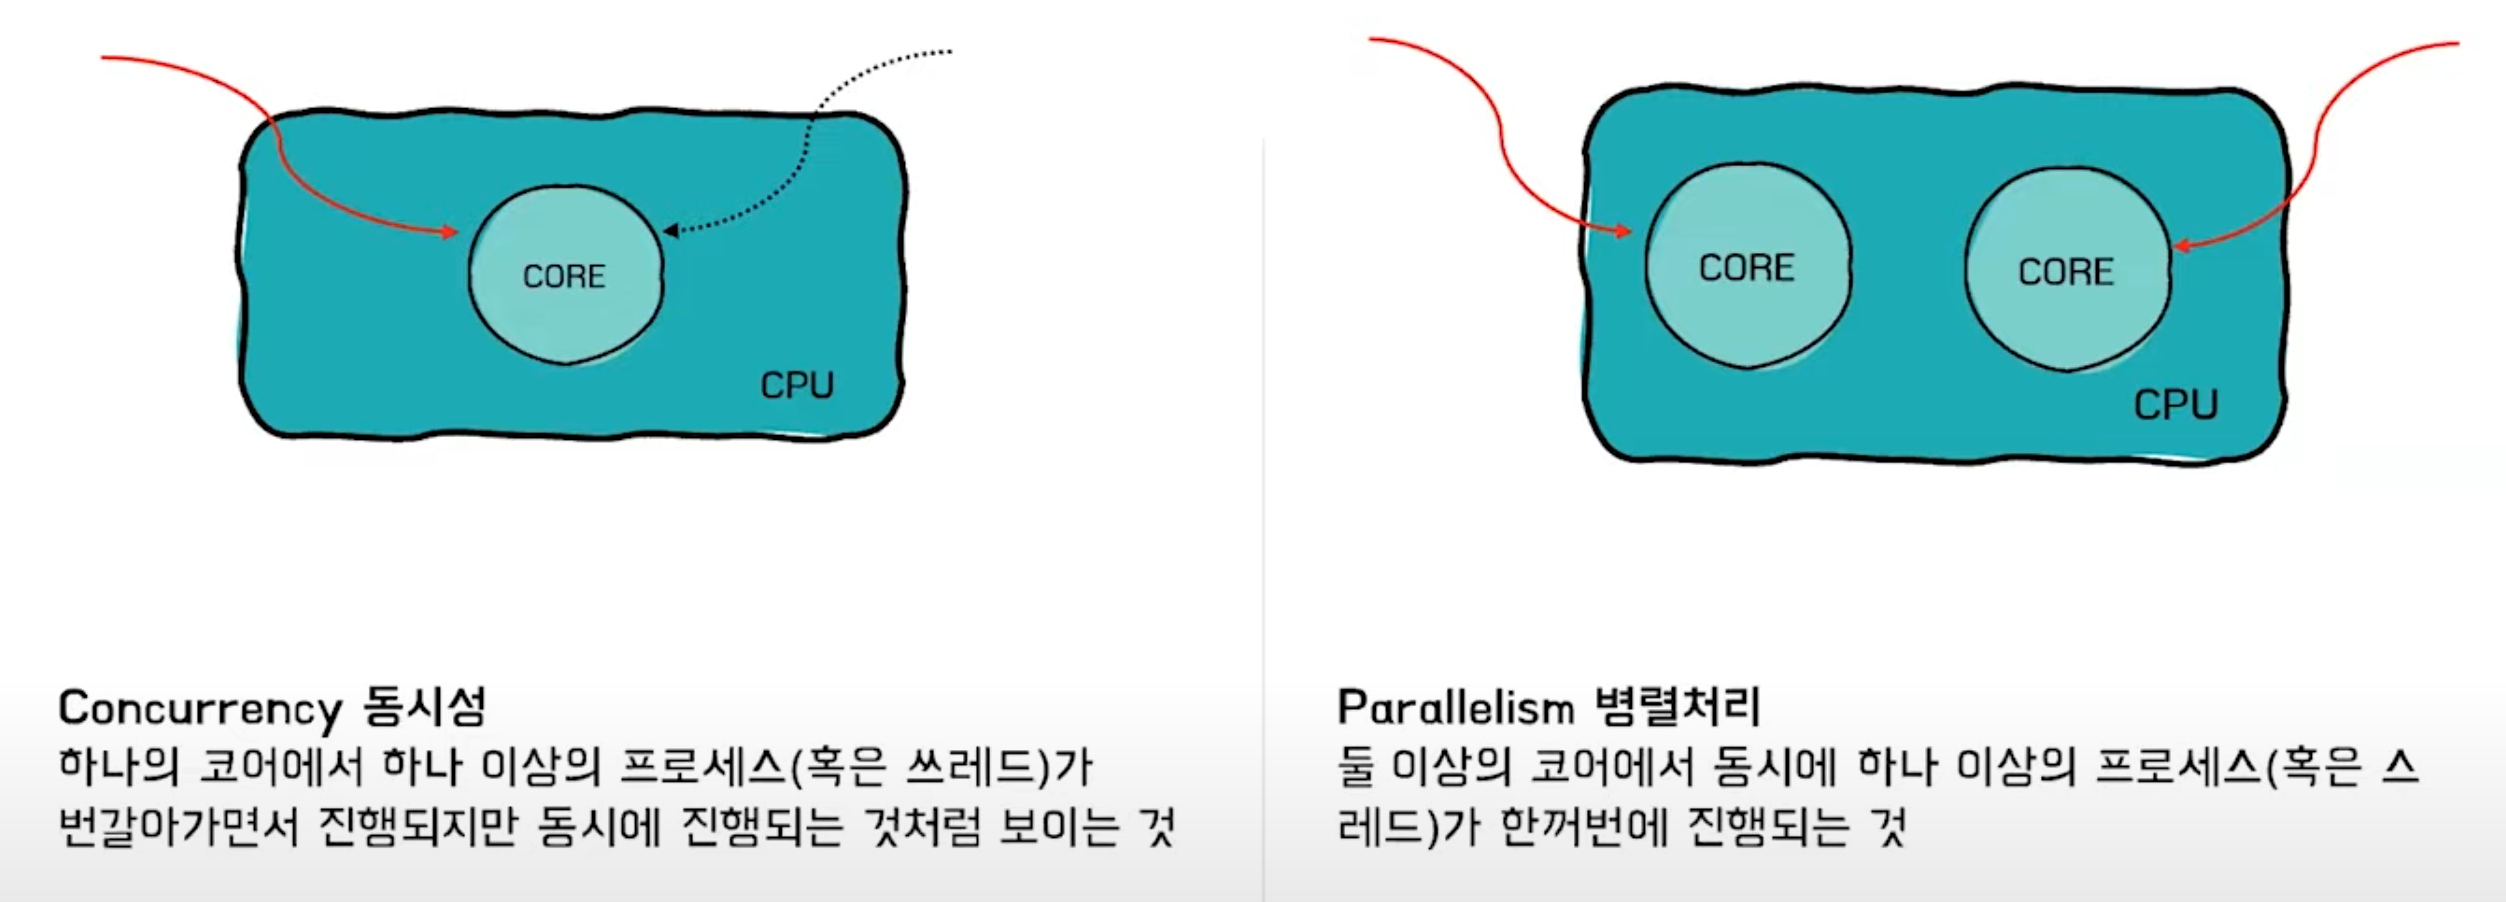 CORE
CPU
CORE
CORE
CPU
Concurrency 동시성
하나의 코어에서 하나 이상의 프로세스(혹은 쓰레드)가
번갈아가면서 진행되지만 동시에 진행되는 것처럼 보이는 것
Parallelism 병렬처리
둘 이상의 코어에서 동시에 하나 이상의 프로세스(혹은 스
레드)가 한꺼번에 진행되는 것